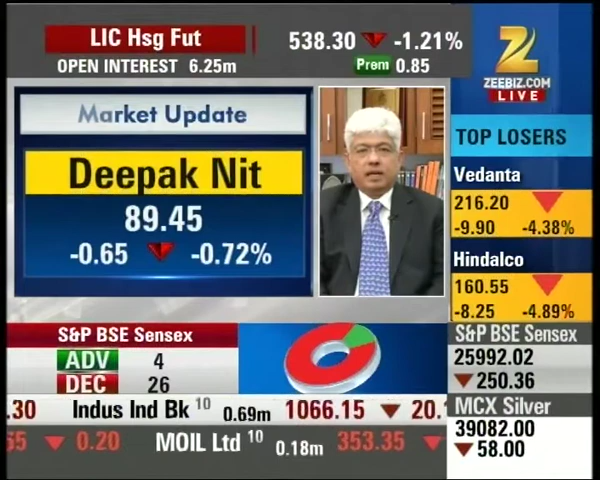 LIC Hsg Fut
538.30 -1.21%
OPEN INTEREST 6.25m
Prem 0.85
ZEEBIZ.COM
LIVE
Market Update
Deepak Nit
89.45
-0.65 -0.72%
TOP LOSERS
Vedanta
216.20
-9.90 -4.38%
Hindalco
160.55
-8.25 -4.89%
S&P BSE Sensex
ADV 4
DEC 26
S&P BSE Sensex
25992.02
250.36
MCX Silver
39082.00
58.00
.30 Indus Ind Bk 10 0.69m 1066.15 20.1
0.20 MOIL Ltd 10 0.18m 353.35